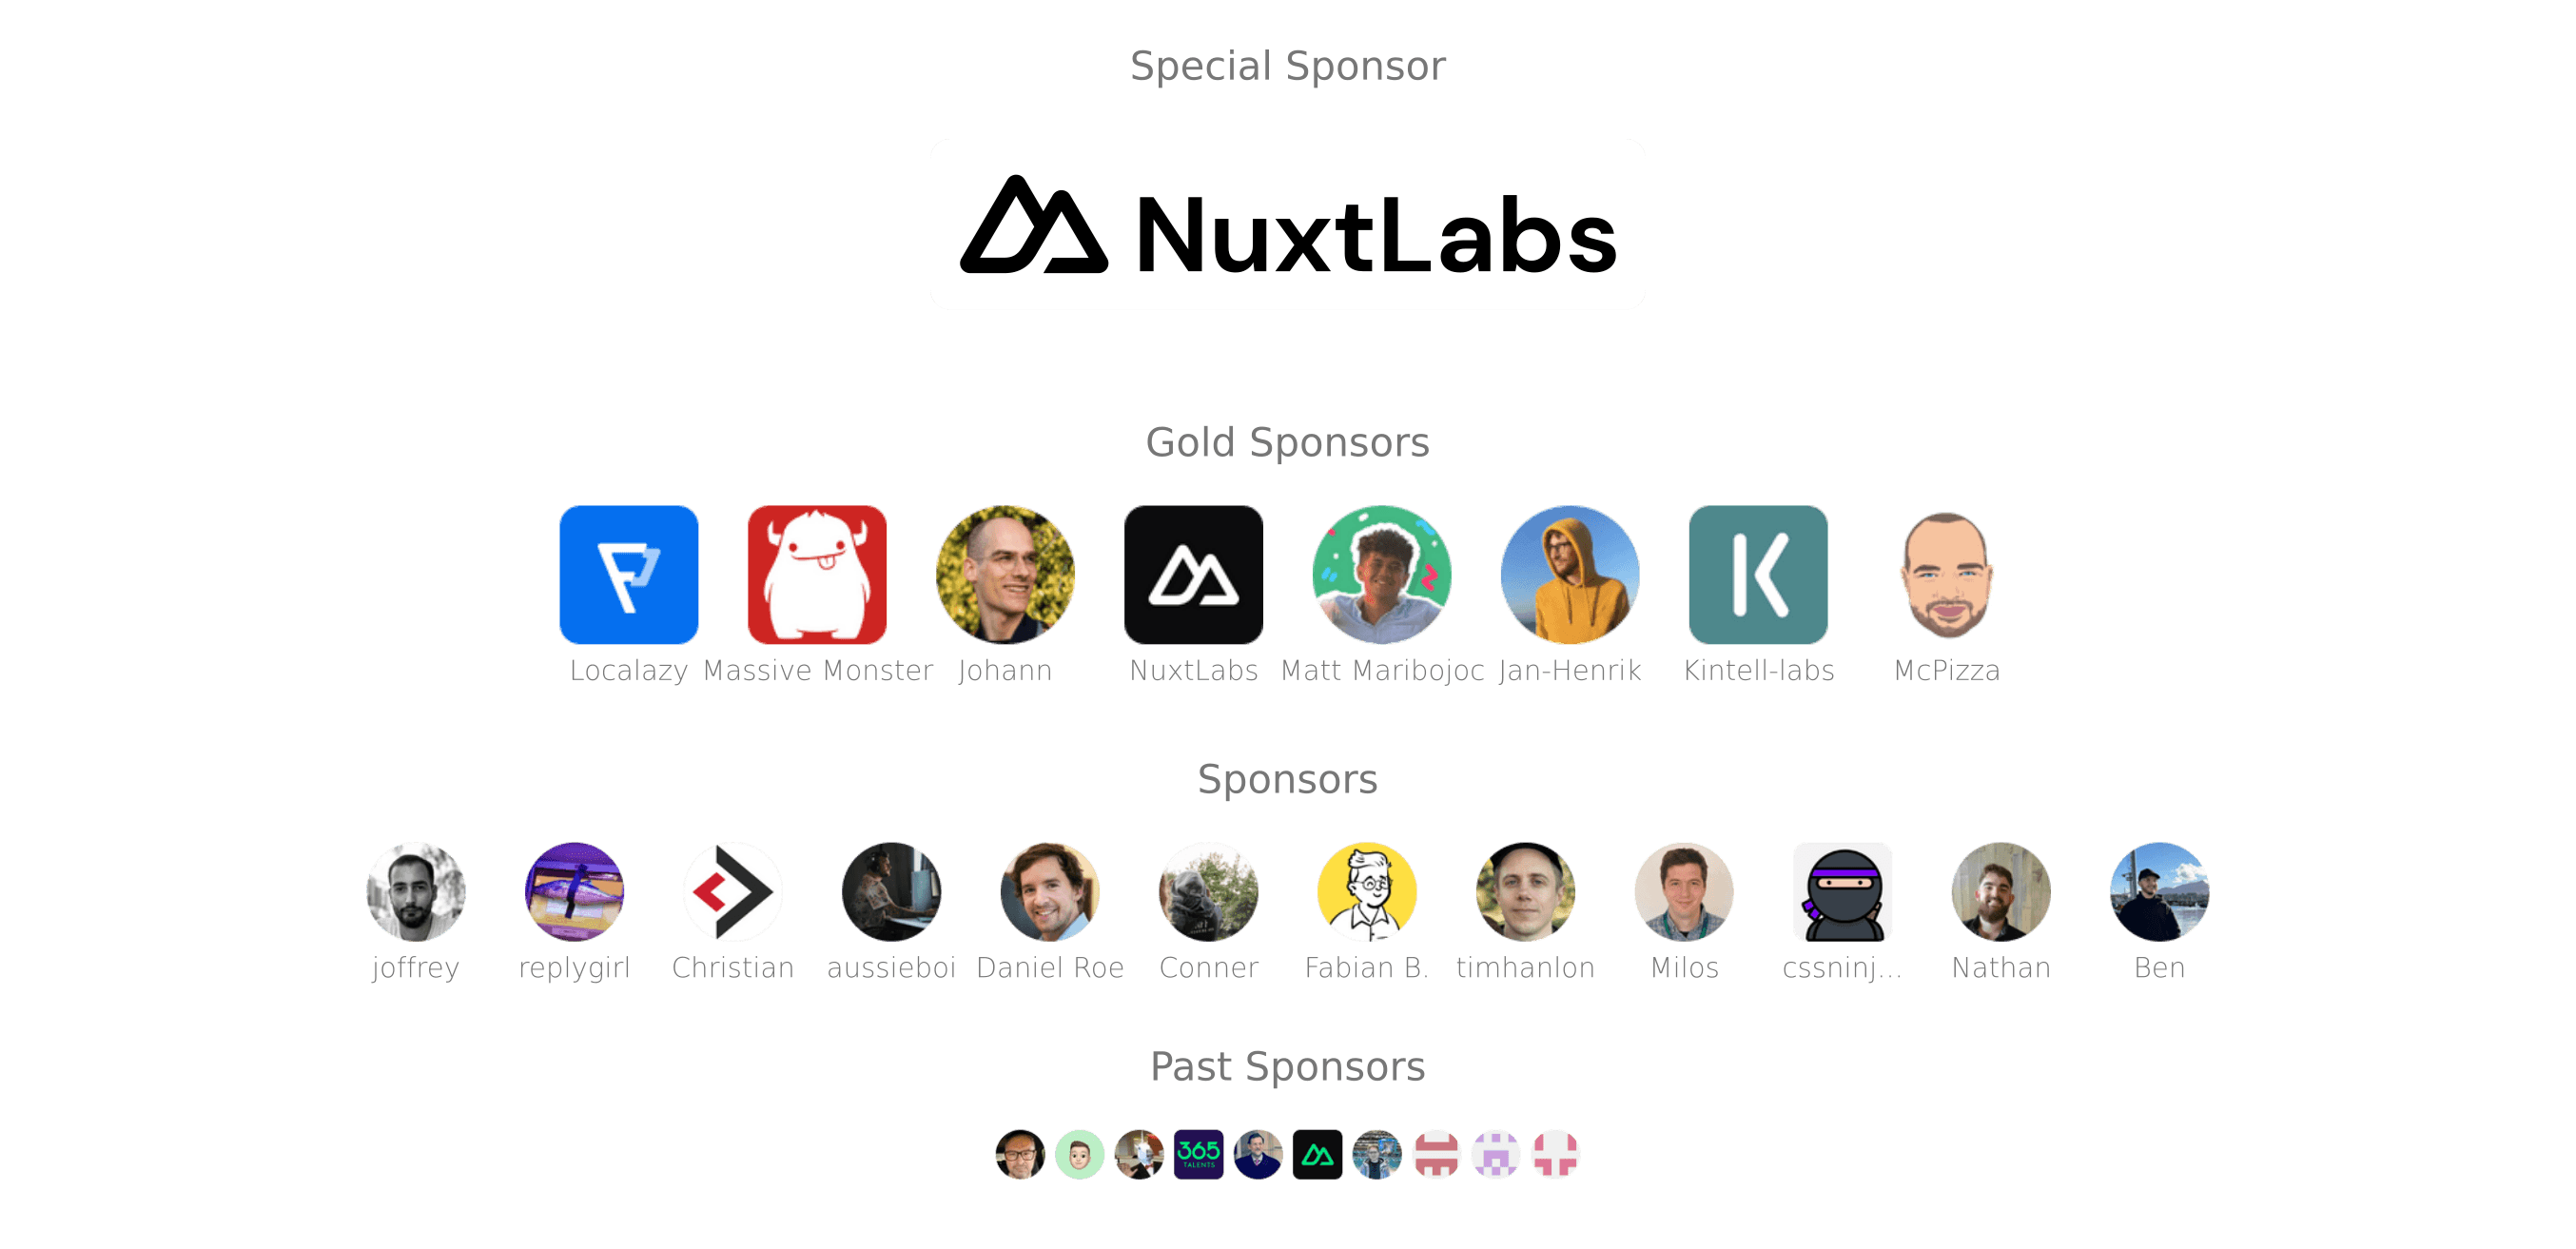 Special Sponsor
NuxtLabs
Gold Sponsors
Localazy Massive Monster Johann NuxtLabs Matt Maribojoc Jan-Henrik Kintell-labs McPizza
Sponsors
joffrey replygirl Christian aussieboi Daniel Roe Conner Fabian B. timhanlon Milos cssninj... Nathan Ben
Past Sponsors
365
TALENTS